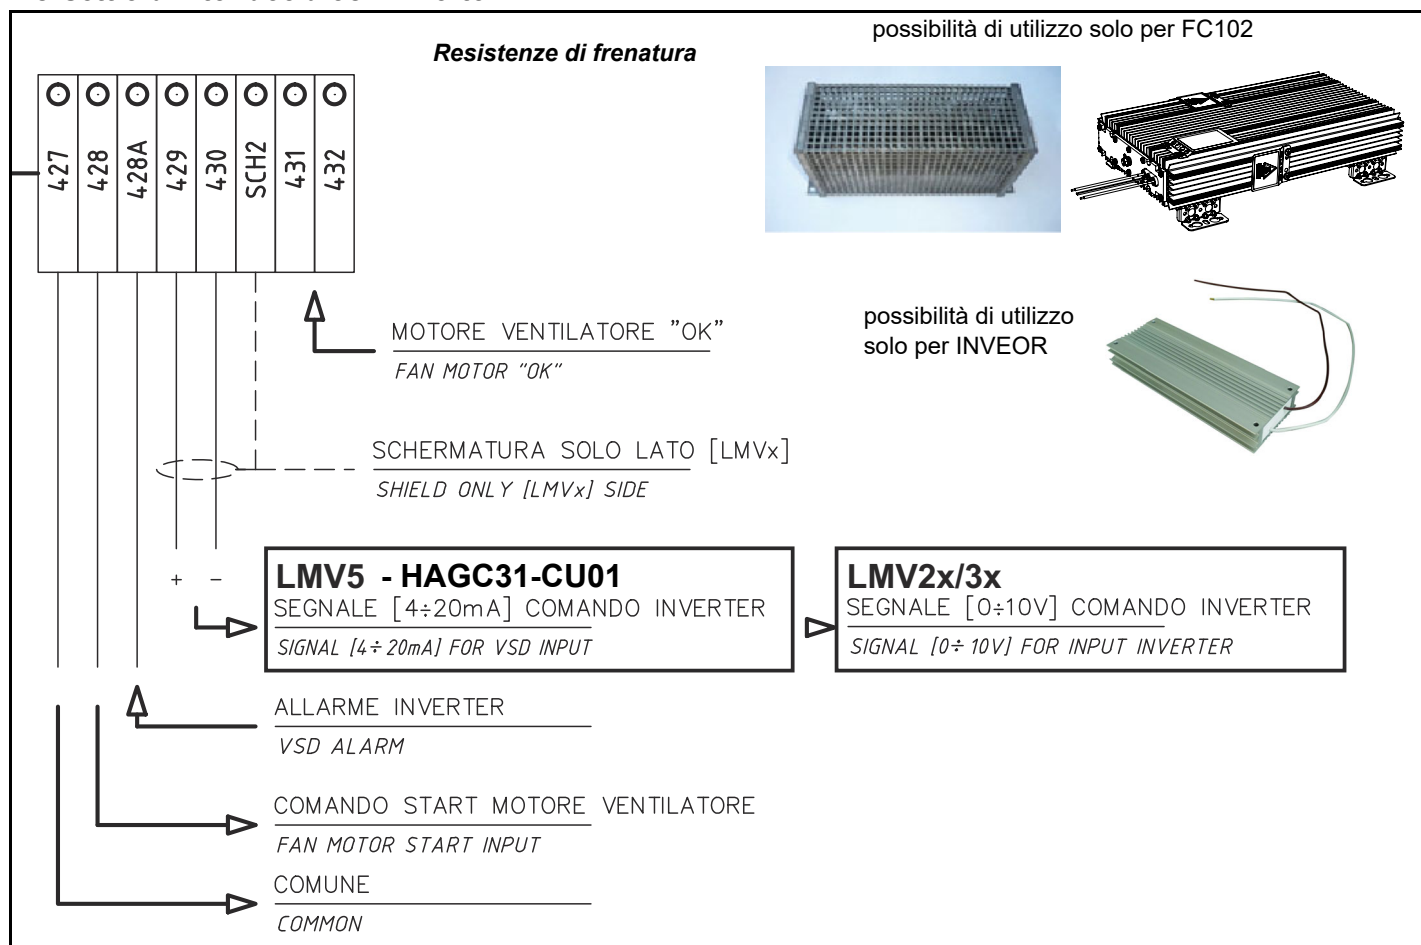 possibilità di utilizzo solo per FC102
Resistenze di frenatura
427
428
428A
429
430
SCH2
431
432
possibilità di utilizzo
solo per INVEOR
MOTORE VENTILATORE "OK"
FAN MOTOR "OK"
SCHERMATURA SOLO LATO [LMVx]
SHIELD ONLY [LMVx] SIDE
+ -
LMV5 - HAGC31-CU01
SEGNALE [4÷20mA] COMANDO INVERTER
SIGNAL [4÷20mA] FOR VSD INPUT
LMV2x/3x
SEGNALE [0÷10V] COMANDO INVERTER
SIGNAL [0÷ 10V] FOR INPUT INVERTER
ALLARME INVERTER
VSD ALARM
COMANDO START MOTORE VENTILATORE
FAN MOTOR START INPUT
COMUNE
COMMON